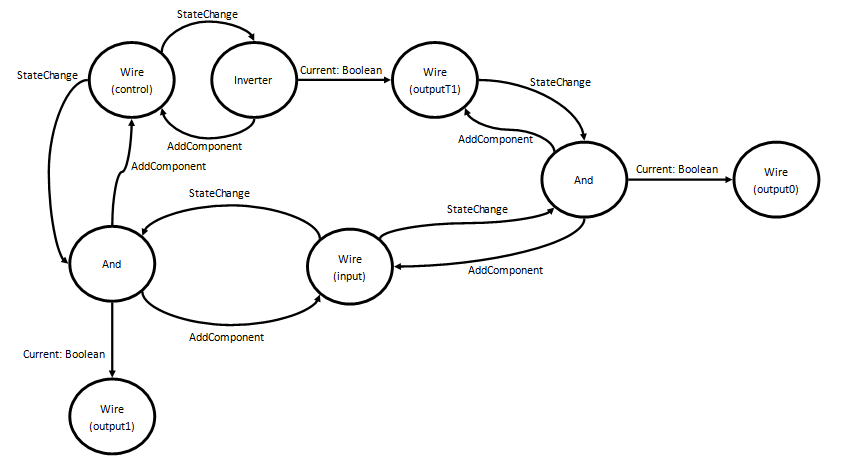 StateChange
StateChange
Wire
(control)
Inverter
Current: Boolean
Wire
(outputT1)
StateChange
AddComponent
AddComponent
AddComponent
And
Current: Boolean
Wire
(output0)
StateChange
StateChange
And
Wire
(input)
AddComponent
AddComponent
Current: Boolean
Wire
(output1)